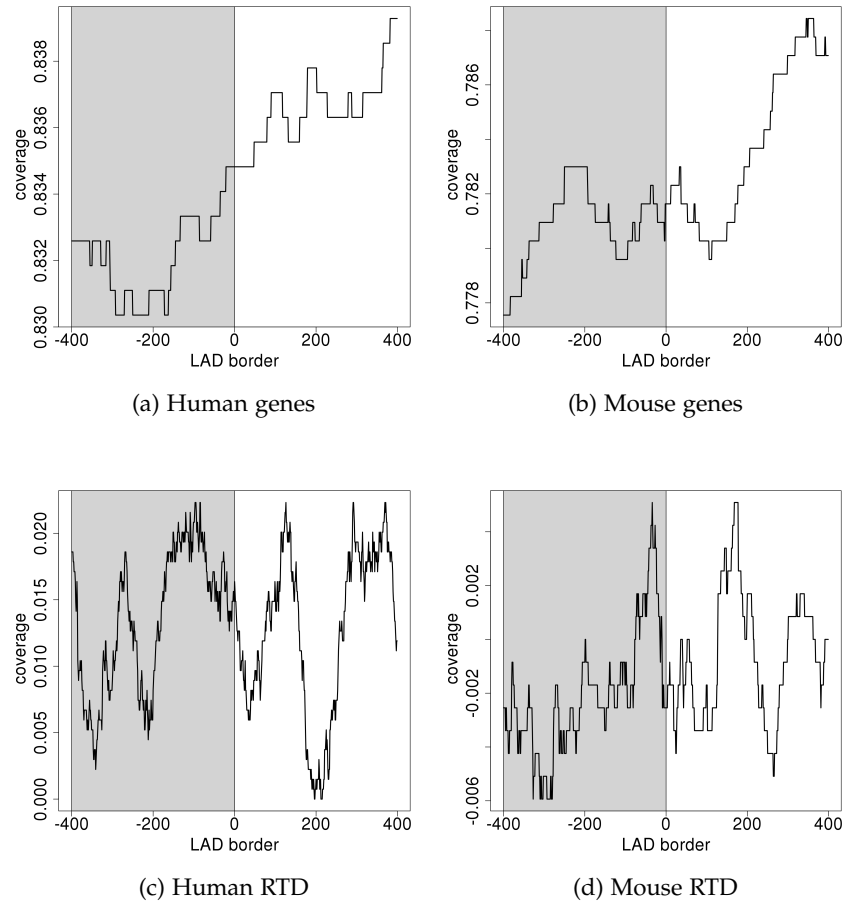 coverage
0.830 0.832 0.834 0.836 0.838
-400 -200 0 200 400
LAD border
(a) Human genes
coverage
0.778 0.782 0.786
-400 -200 0 200 400
LAD border
(b) Mouse genes
coverage
0.000 0.005 0.010 0.015 0.020
-400 -200 0 200 400
LAD border
(c) Human RTD
coverage
-0.006 -0.002 0.002
-400 -200 0 200 400
LAD border
(d) Mouse RTD